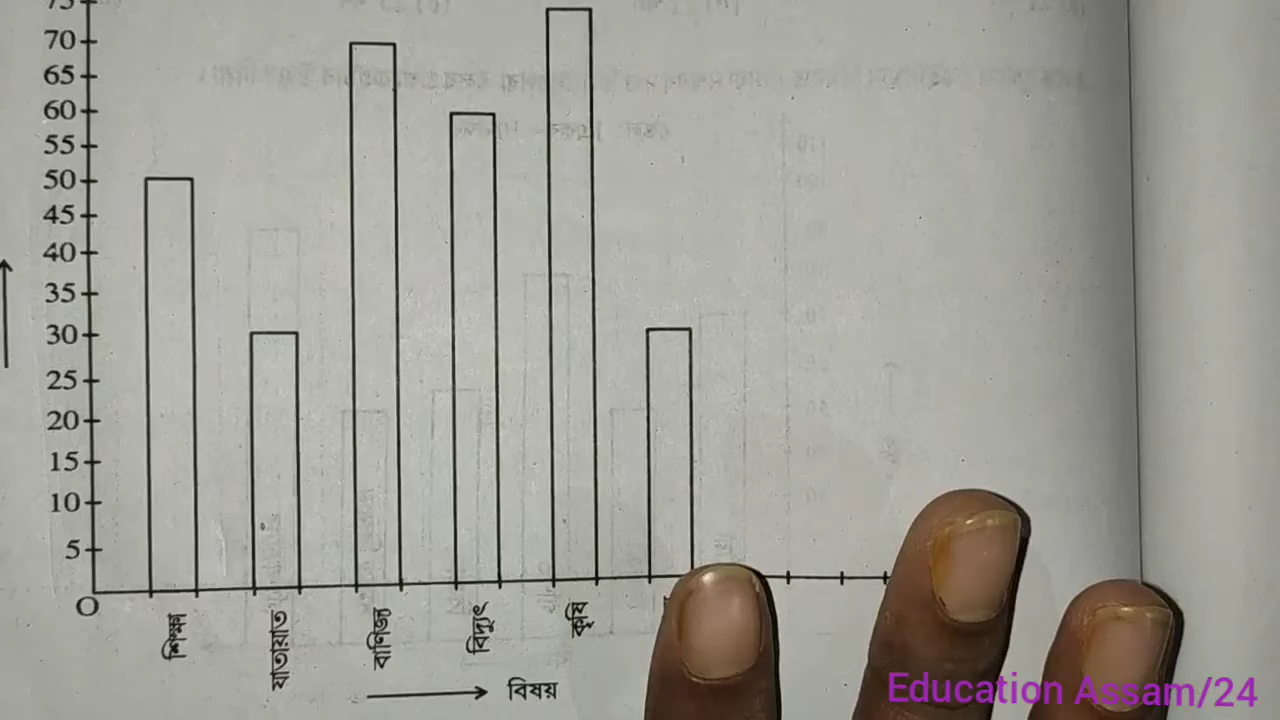 75
70
65
60
55
50
45
40
35
30
25
20
15
10
5
O
শিক্ষা
যাতায়াত
বাণিজ্য
বিদ্যুৎ
কৃষি
বিষয়
Education Assam/24